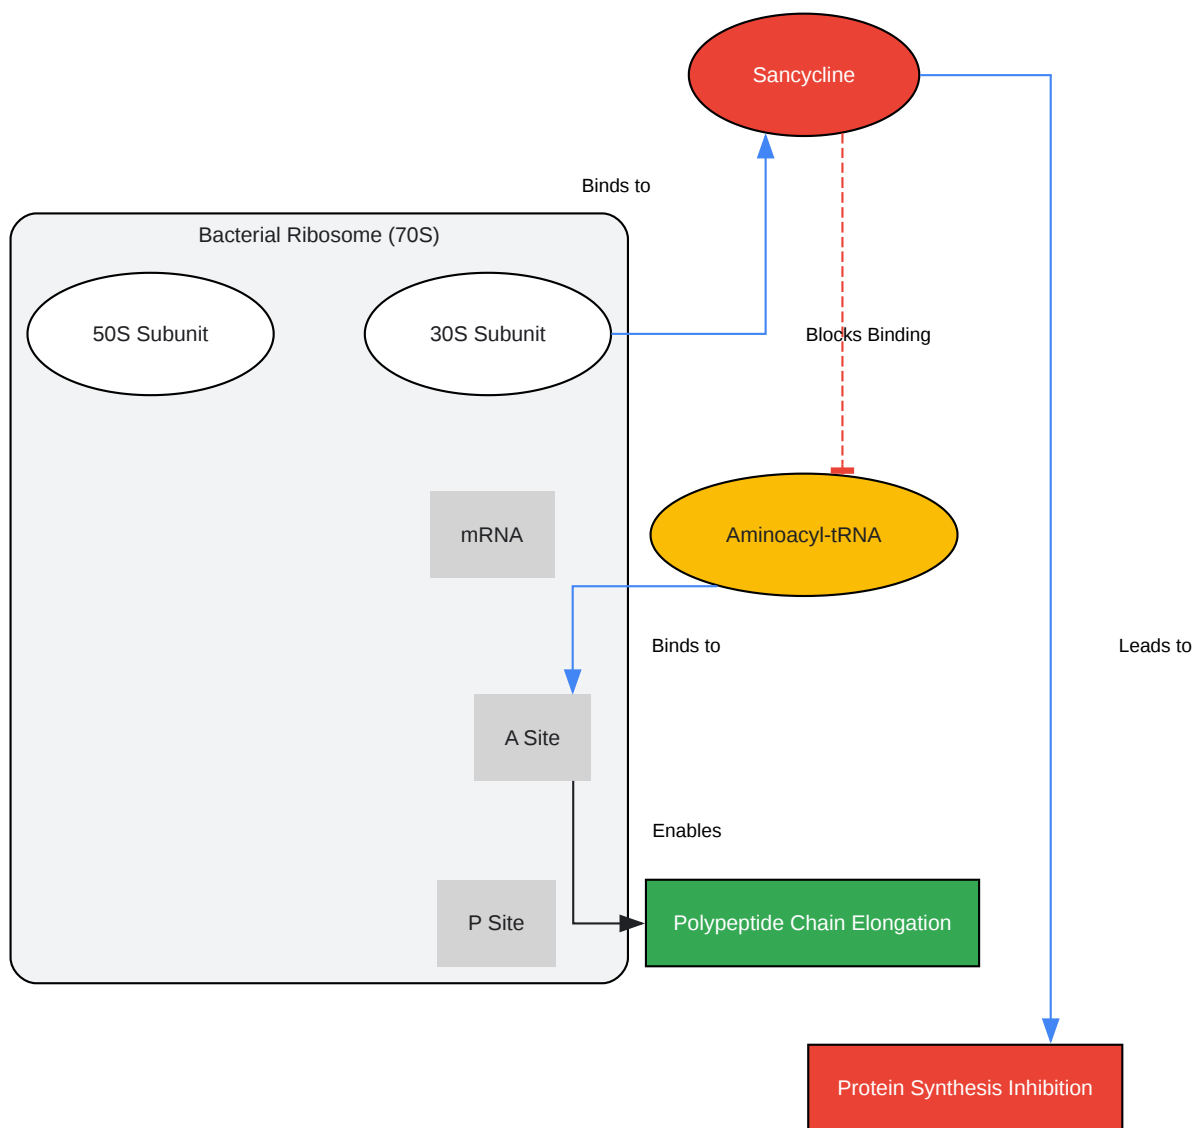 Sancycline
Binds to
Bacterial Ribosome (70S)
50S Subunit
30S Subunit
Blocks Binding
mRNA
Aminoacyl-tRNA
Binds to
Leads to
A Site
Enables
P Site
Polypeptide Chain Elongation
Protein Synthesis Inhibition